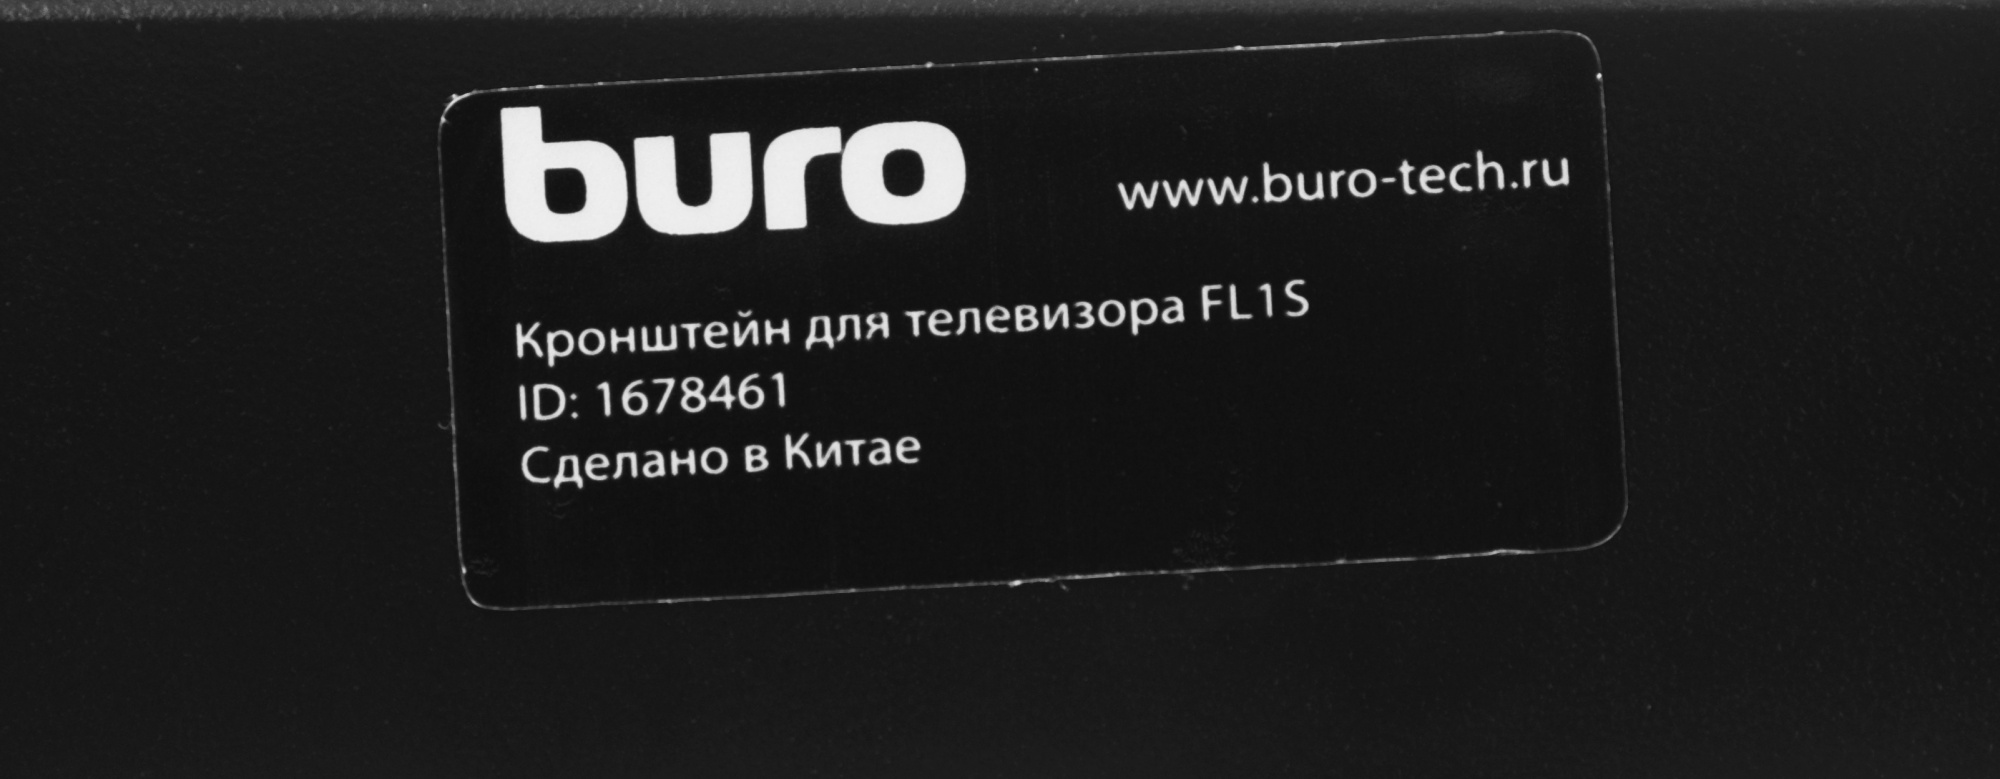 buro
www.buro-tech.ru
Кронштейн для телевизора FL1S
ID: 1678461
Сделано в Китае